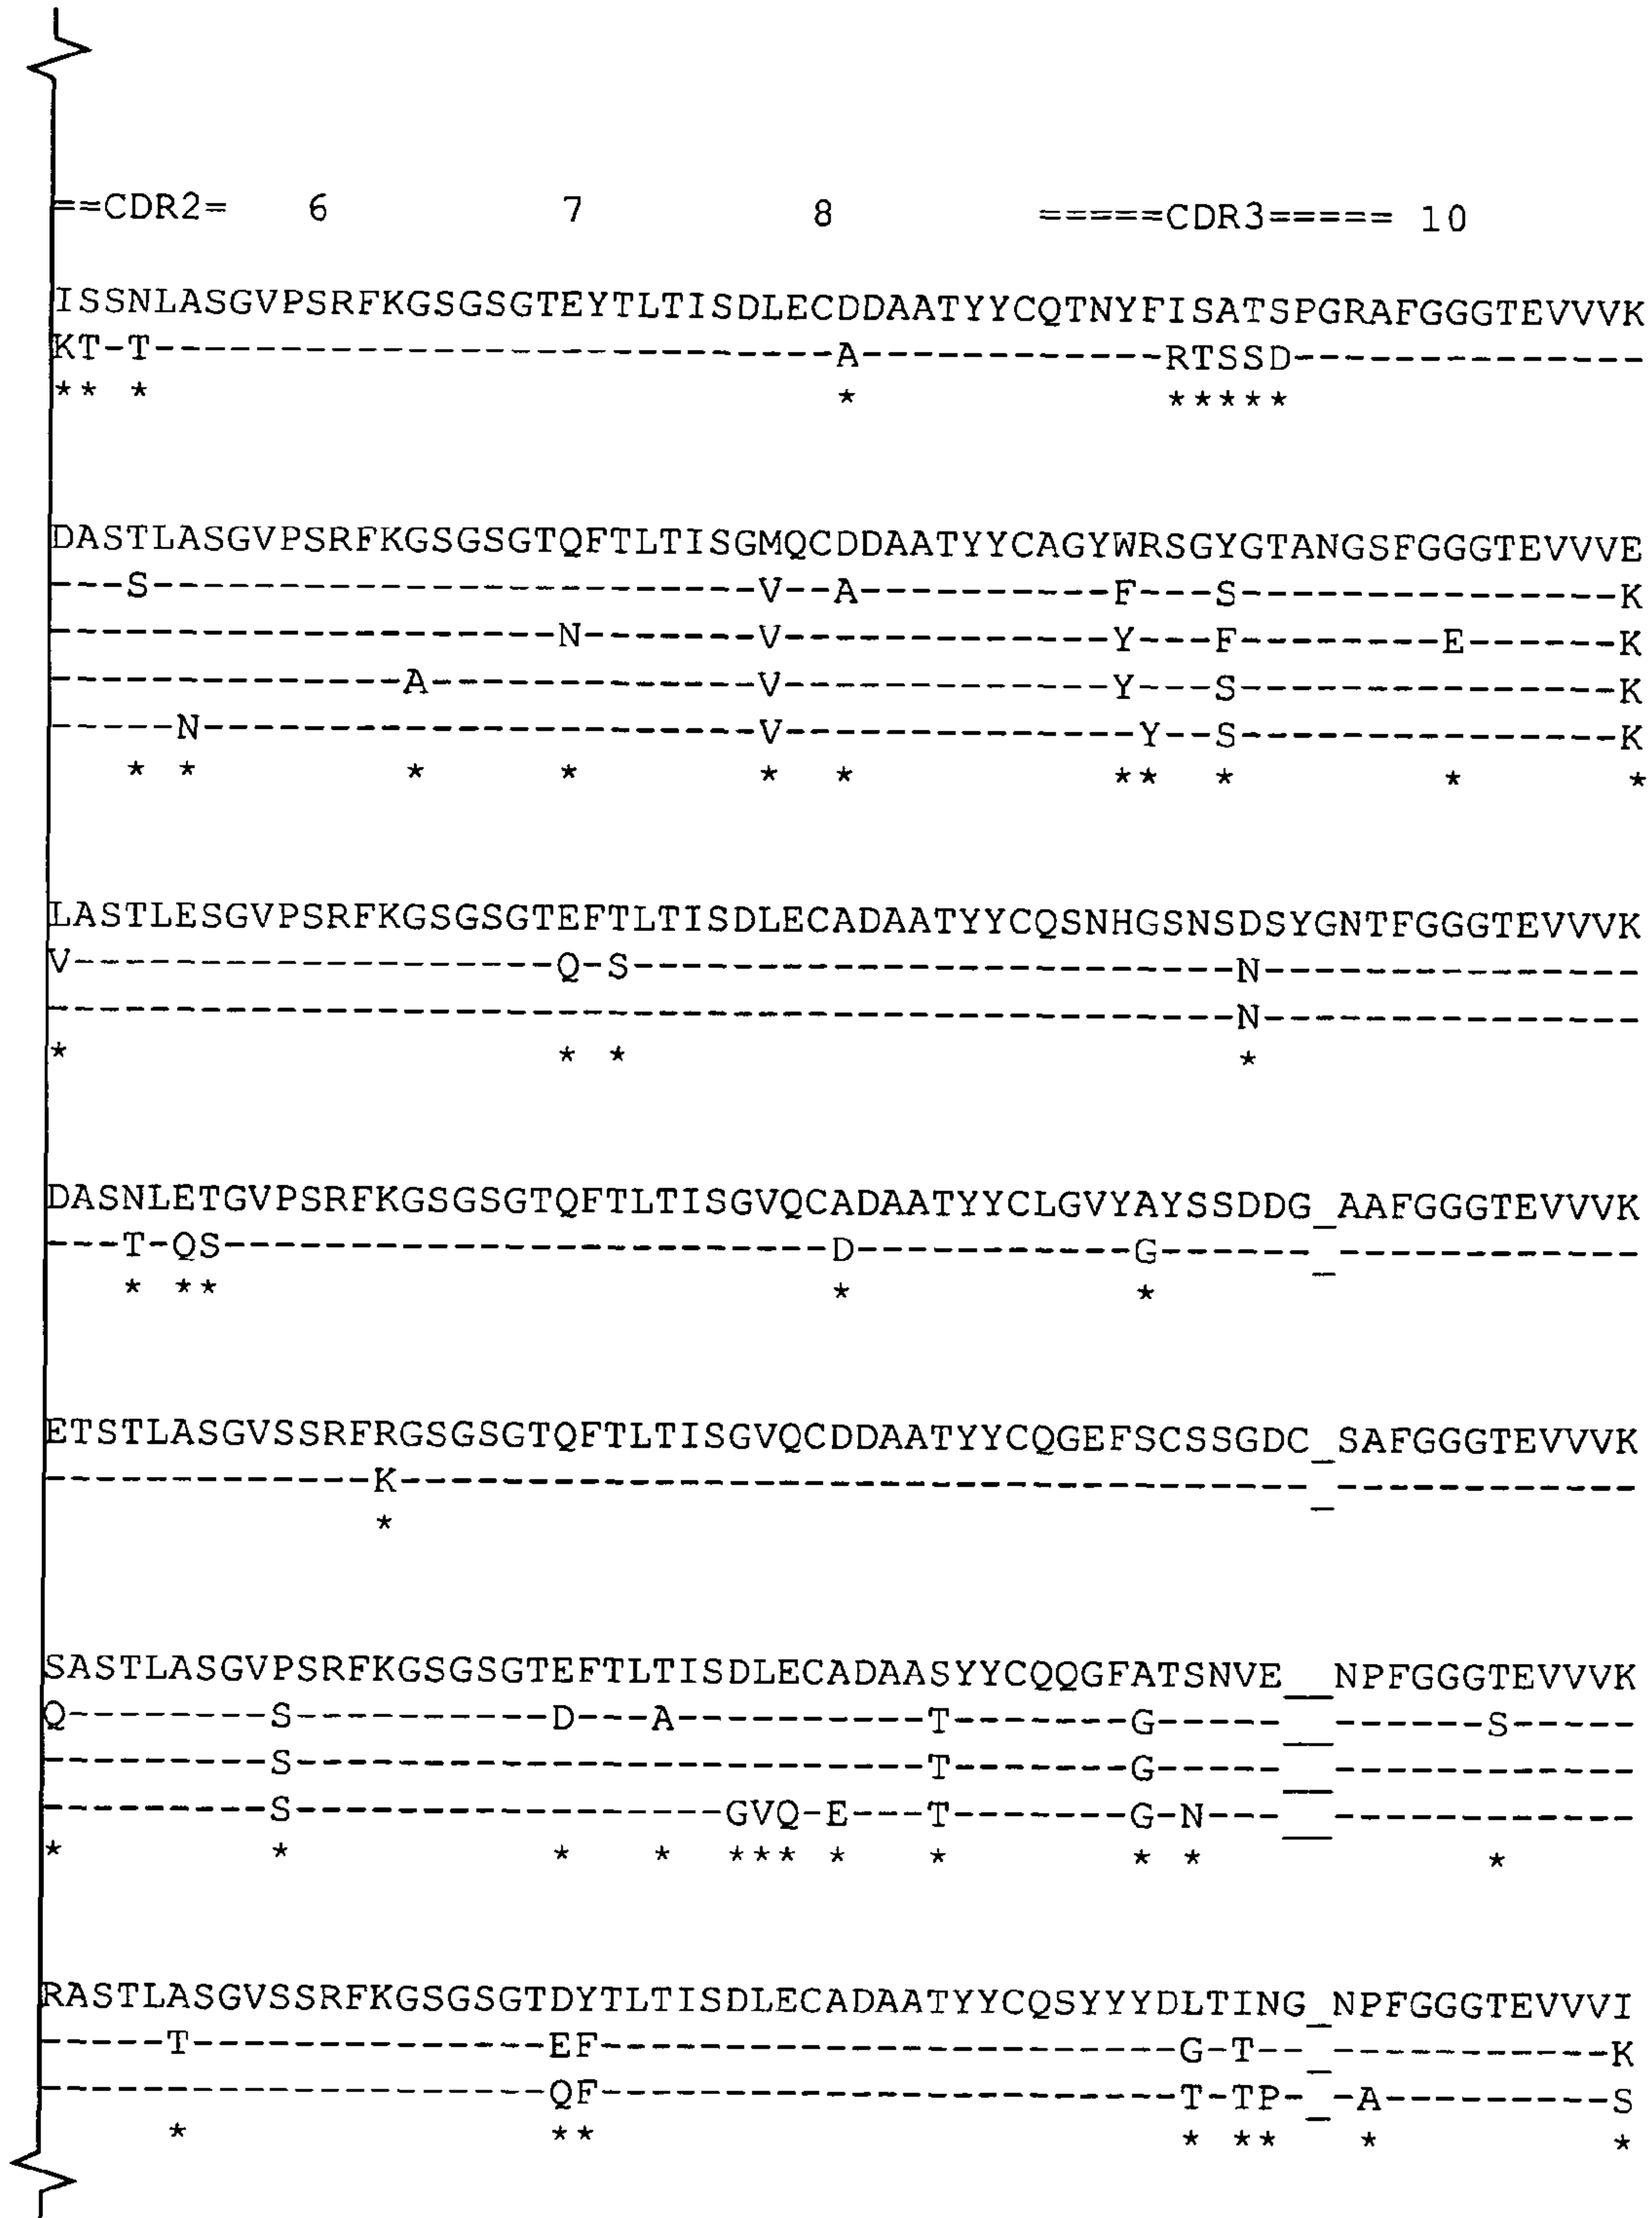 ==CDR2= 6 7 8 =====CDR3===== 10
ISSNLASGVPSRFKGSGSGTEYTLTISDLECDDAATYYCQTNYFISATSPGRAFGGGTEVVVK
KT-T---------------------------A------------RTSSD--------------
** * * *****
DASTLASGVPSRFKGSGSGTQFTLTISGMQCDDAATYYCAGYWRSGYGTANGSFGGGTEVVVE
---S------------------------V--A----------F---S---------------K
--------------------N-------V-------------Y---F--------E------K
--------------A-------------V-------------Y---S---------------K
-----N----------------------V--------------Y--S---------------K
* * * * * * ** * * *
LASTLESGVPSRFKGSGSGTEFTLTISDLECADAATYYCQSNHGSNSDSYGNTFGGGTEVVVK
V-------------------Q-S------------------------N---------------
-----------------------------------------------N---------------
* * * *
DASNLETGVPSRFKGSGSGTQFTLTISGVQCADAATYYCLGVYAYSSDDG_AAFGGGTEVVVK
---T-QS------------------------D-----------G------_------------
* ** * *
ETSTLASGVSSRFRGSGSGTQFTLTISGVQCDDAATYYCQGEFSCSSGDC_SAFGGGTEVVVK
-------------K------------------------------------_------------
*
SASTLASGVPSRFKGSGSGTEFTLTISDLECADAASYYCQQGFATSNVE__NPFGGGTEVVVK
Q--------S----------D---A----------T-------G-----__------S-----
---------S-------------------------T-------G-----__------------
---------S-----------------GVQ-E---T-------G-N---__------------
* * * * *** * * * * *
RASTLASGVSSRFKGSGSGTDYTLTISDLECADAATYYCQSYYYDLTING_NPFGGGTEVVVI
-----T--------------EF-----------------------G-T--_-----------K
--------------------QF-----------------------T-TP-_-A---------S
* ** * ** * *